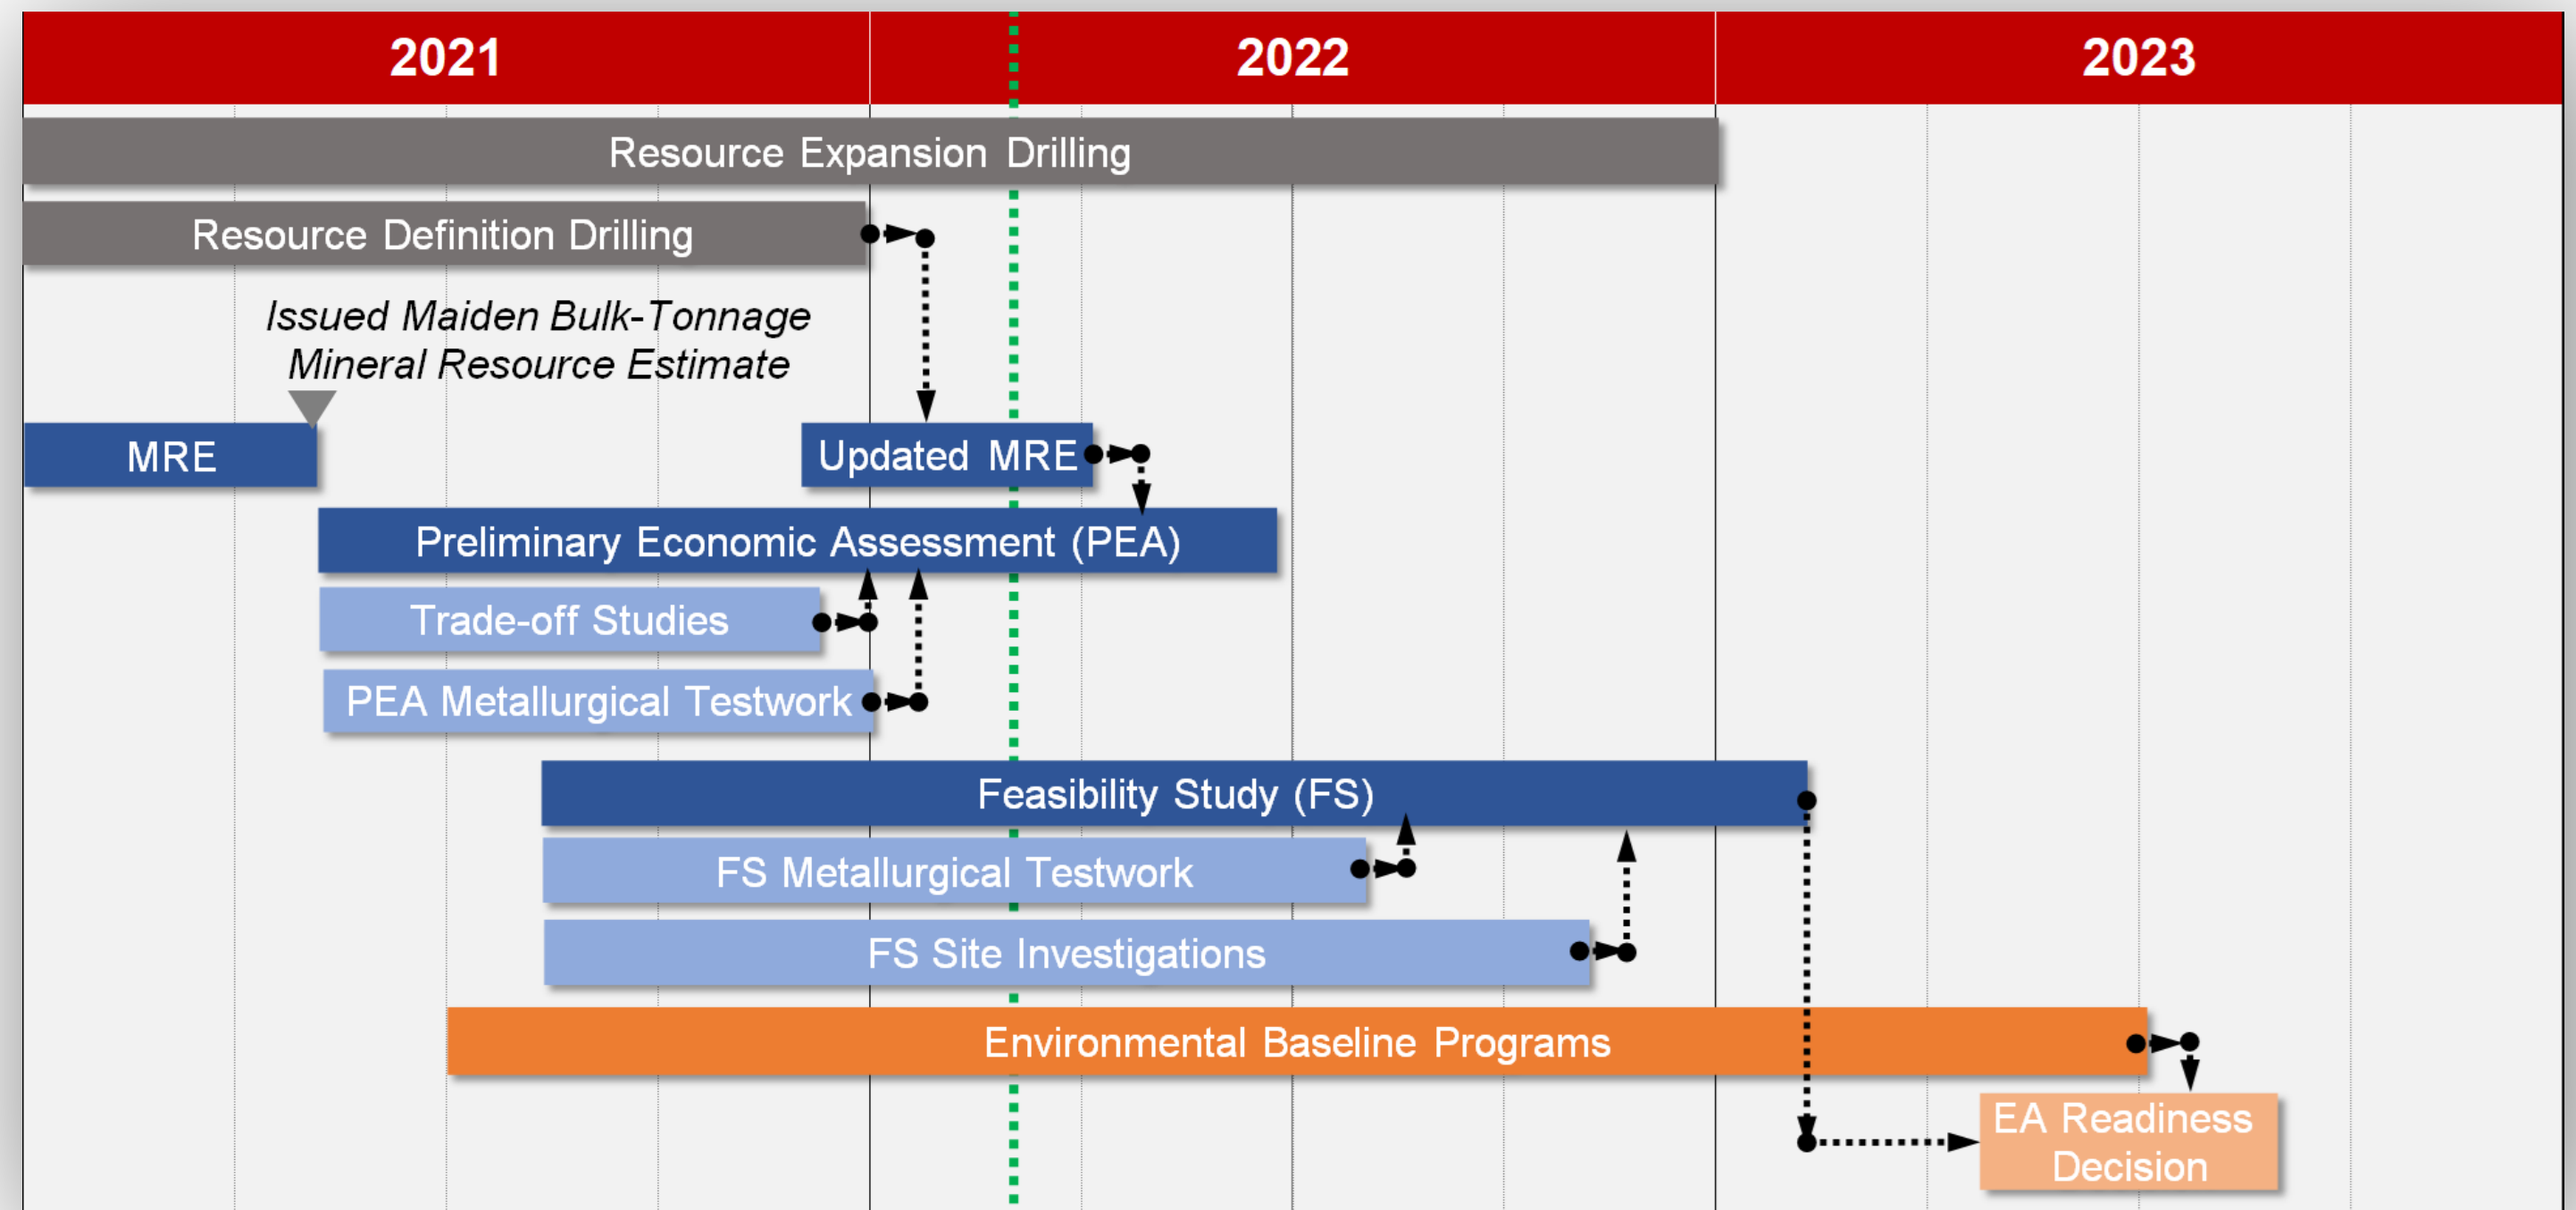 2021
2022
2023
Resource Expansion Drilling
Resource Definition Drilling
Issued Maiden Bulk-Tonnage
Mineral Resource Estimate
MRE
Updated MRE
Preliminary Economic Assessment (PEA)
Trade-off Studies
PEA Metallurgical Testwork
Feasibility Study (FS)
FS Metallurgical Testwork
FS Site Investigations
Environmental Baseline Programs
EA Readiness
Decision